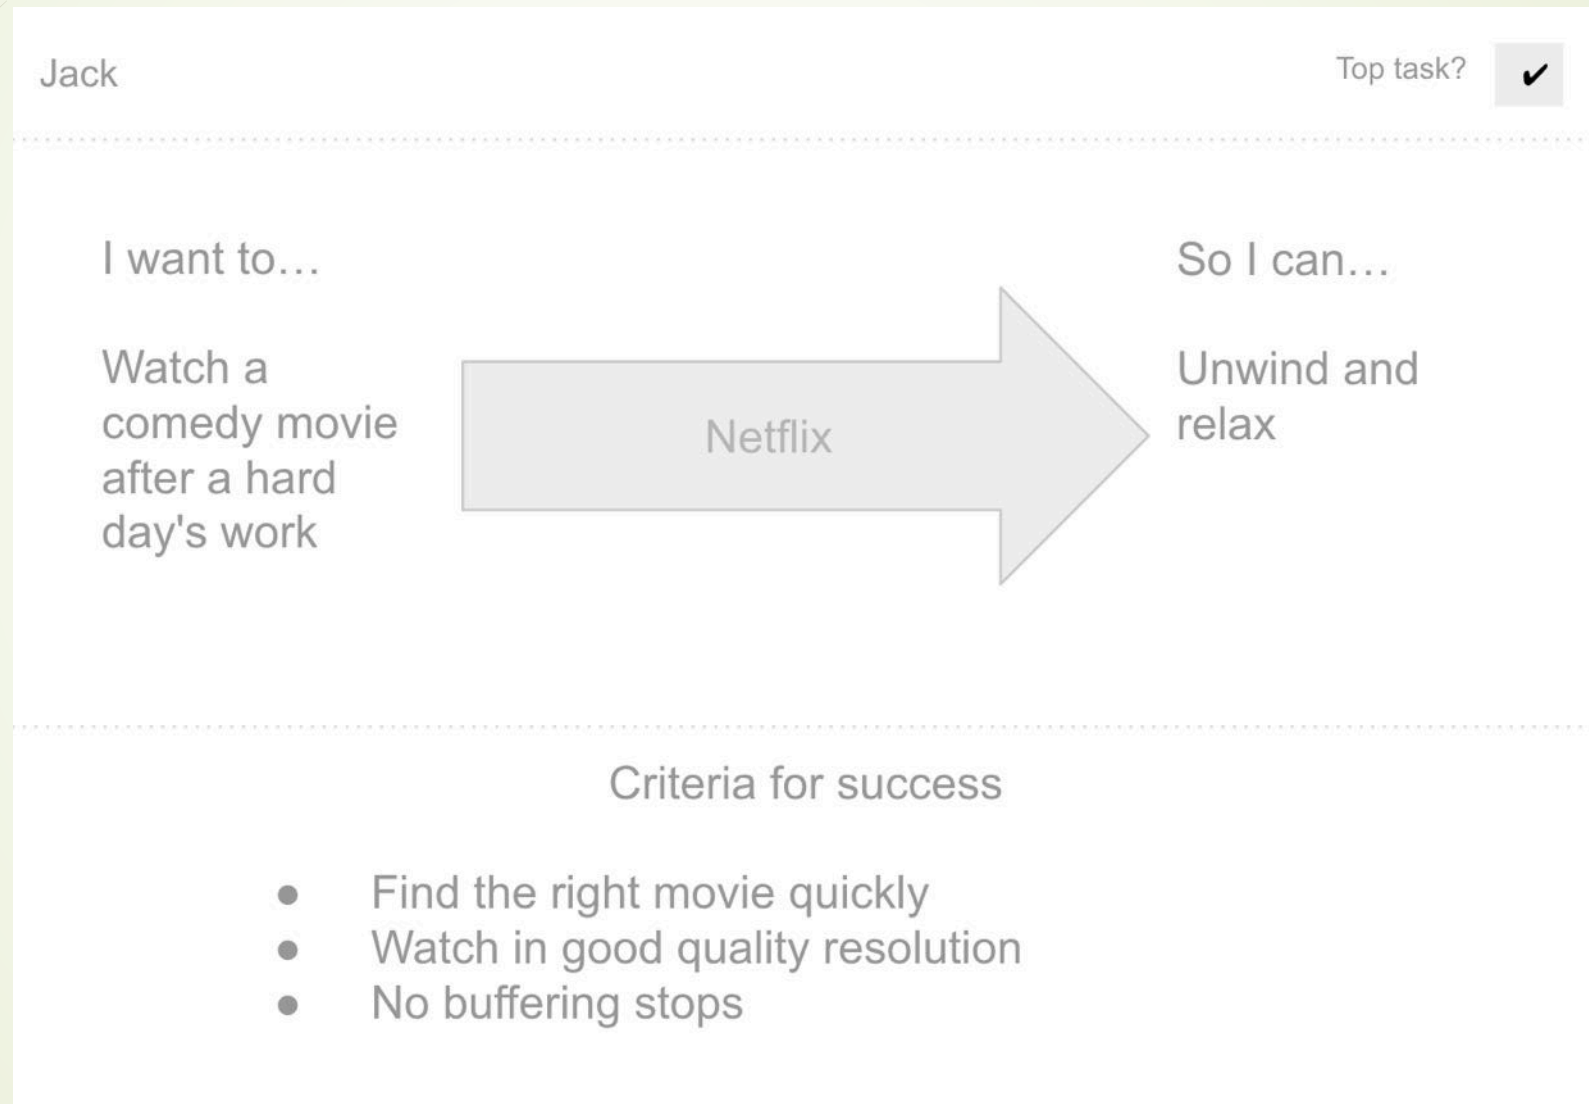 Jack
Top task? ✔
I want to…
Watch a
comedy movie
after a hard
day's work
Netflix
So I can…
Unwind and
relax
Criteria for success
● Find the right movie quickly
● Watch in good quality resolution
● No buffering stops